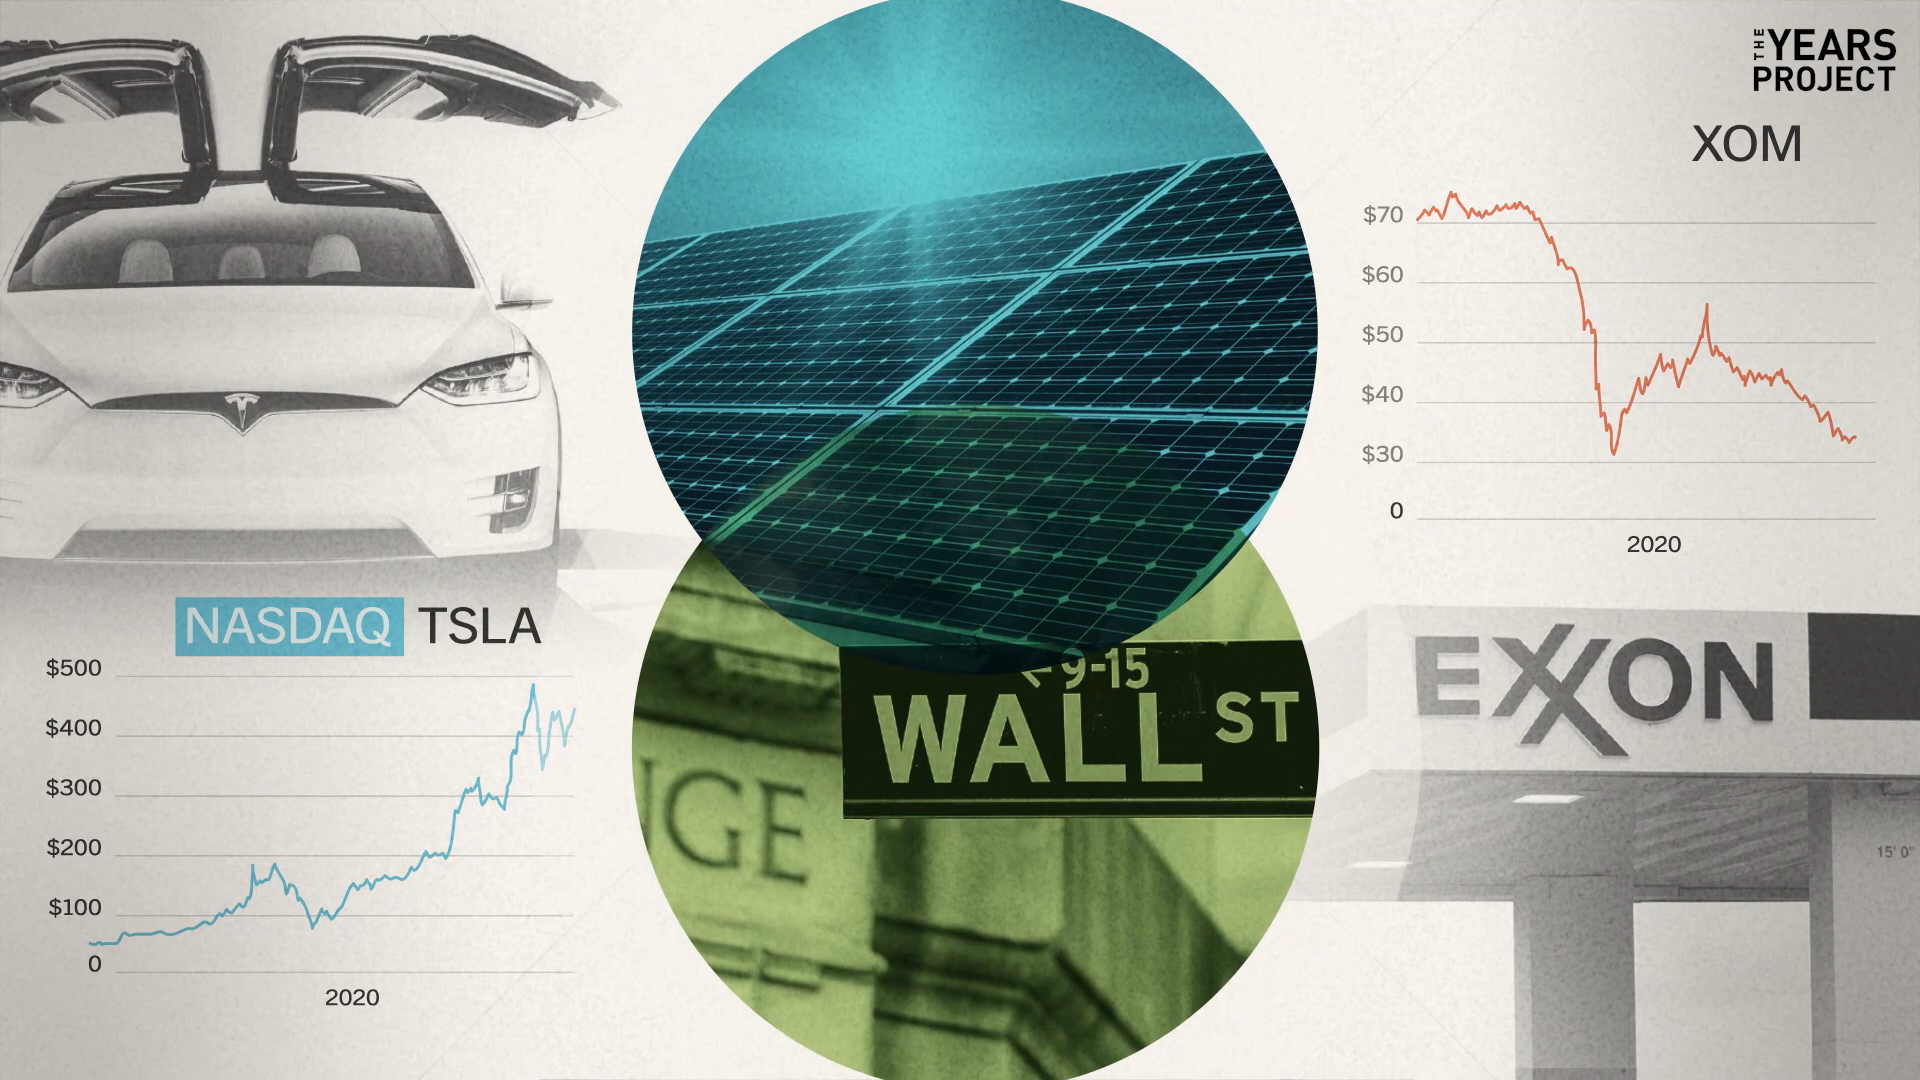 THE YEARS
PROJECT
XOM
$70
$60
$50
$40
$30
0
2020
NASDAQ TSLA
$500
$400
$300
$200
$100
0
2020
9-15
WALL ST
NGE
EXXON
15' 0"